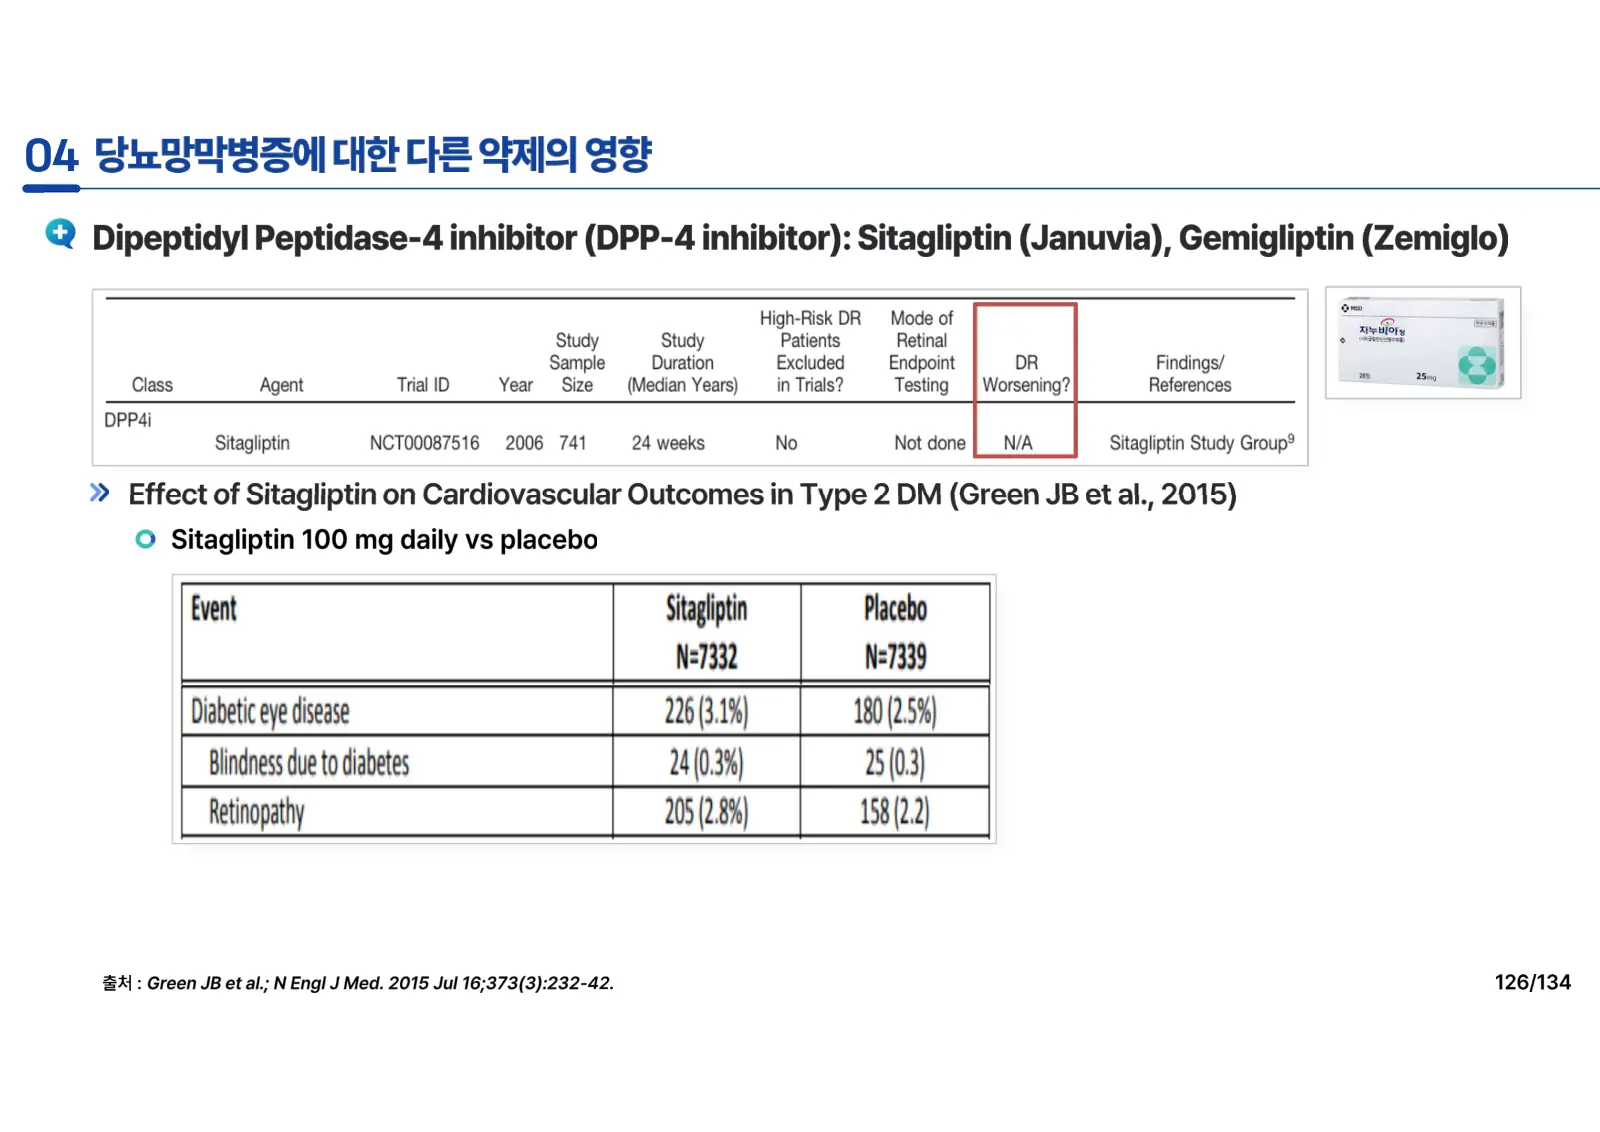 04 당뇨망막병증에 대한 다른 약제의 영향
Dipeptidyl Peptidase-4 inhibitor (DPP-4 inhibitor): Sitagliptin (Januvia), Gemigliptin (Zemiglo)
Class Agent Trial ID Year Study Sample Size Study Duration (Median Years) High-Risk DR Patients Excluded in Trials? Mode of Retinal Endpoint Testing DR Worsening? Findings/ References
DPP4i
Sitagliptin NCT00087516 2006 741 24 weeks No Not done N/A Sitagliptin Study Group9
MSD
자누비아정
25mg
Effect of Sitagliptin on Cardiovascular Outcomes in Type 2 DM (Green JB et al., 2015)
Sitagliptin 100 mg daily vs placebo
Event Sitagliptin N=7332 Placebo N=7339
Diabetic eye disease 226 (3.1%) 180 (2.5%)
Blindness due to diabetes 24 (0.3%) 25 (0.3)
Retinopathy 205 (2.8%) 158 (2.2)
출처 : Green JB et al.; N Engl J Med. 2015 Jul 16;373(3):232-42.
126/134